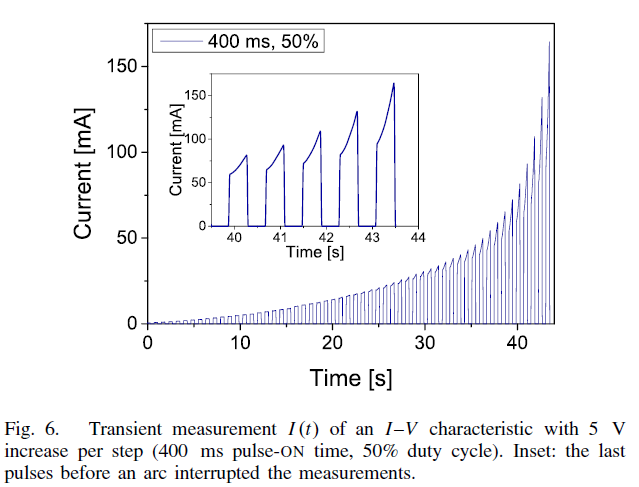 400 ms, 50%
Current [mA]
150
100
50
0
Current [mA]
150
100
50
0
40 41 42 43 44
Time [s]
0 10 20 30 40
Time [s]
Fig. 6. Transient measurement I(t) of an I–V characteristic with 5 V
increase per step (400 ms pulse-ON time, 50% duty cycle). Inset: the last
pulses before an arc interrupted the measurements.